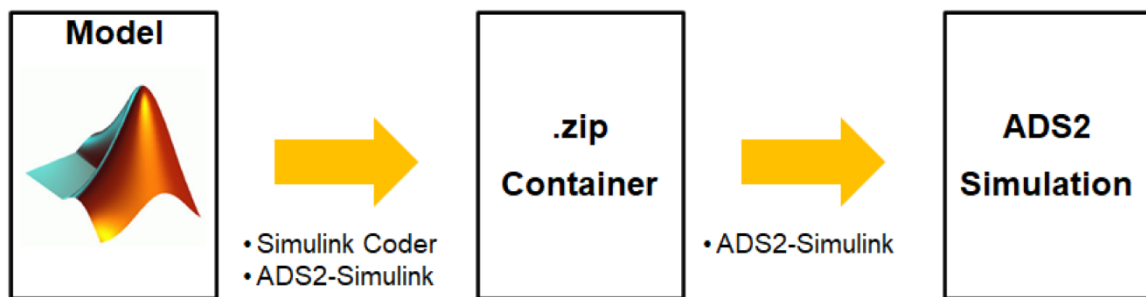 Model
• Simulink Coder
• ADS2-Simulink
.zip
Container
• ADS2-Simulink
ADS2
Simulation